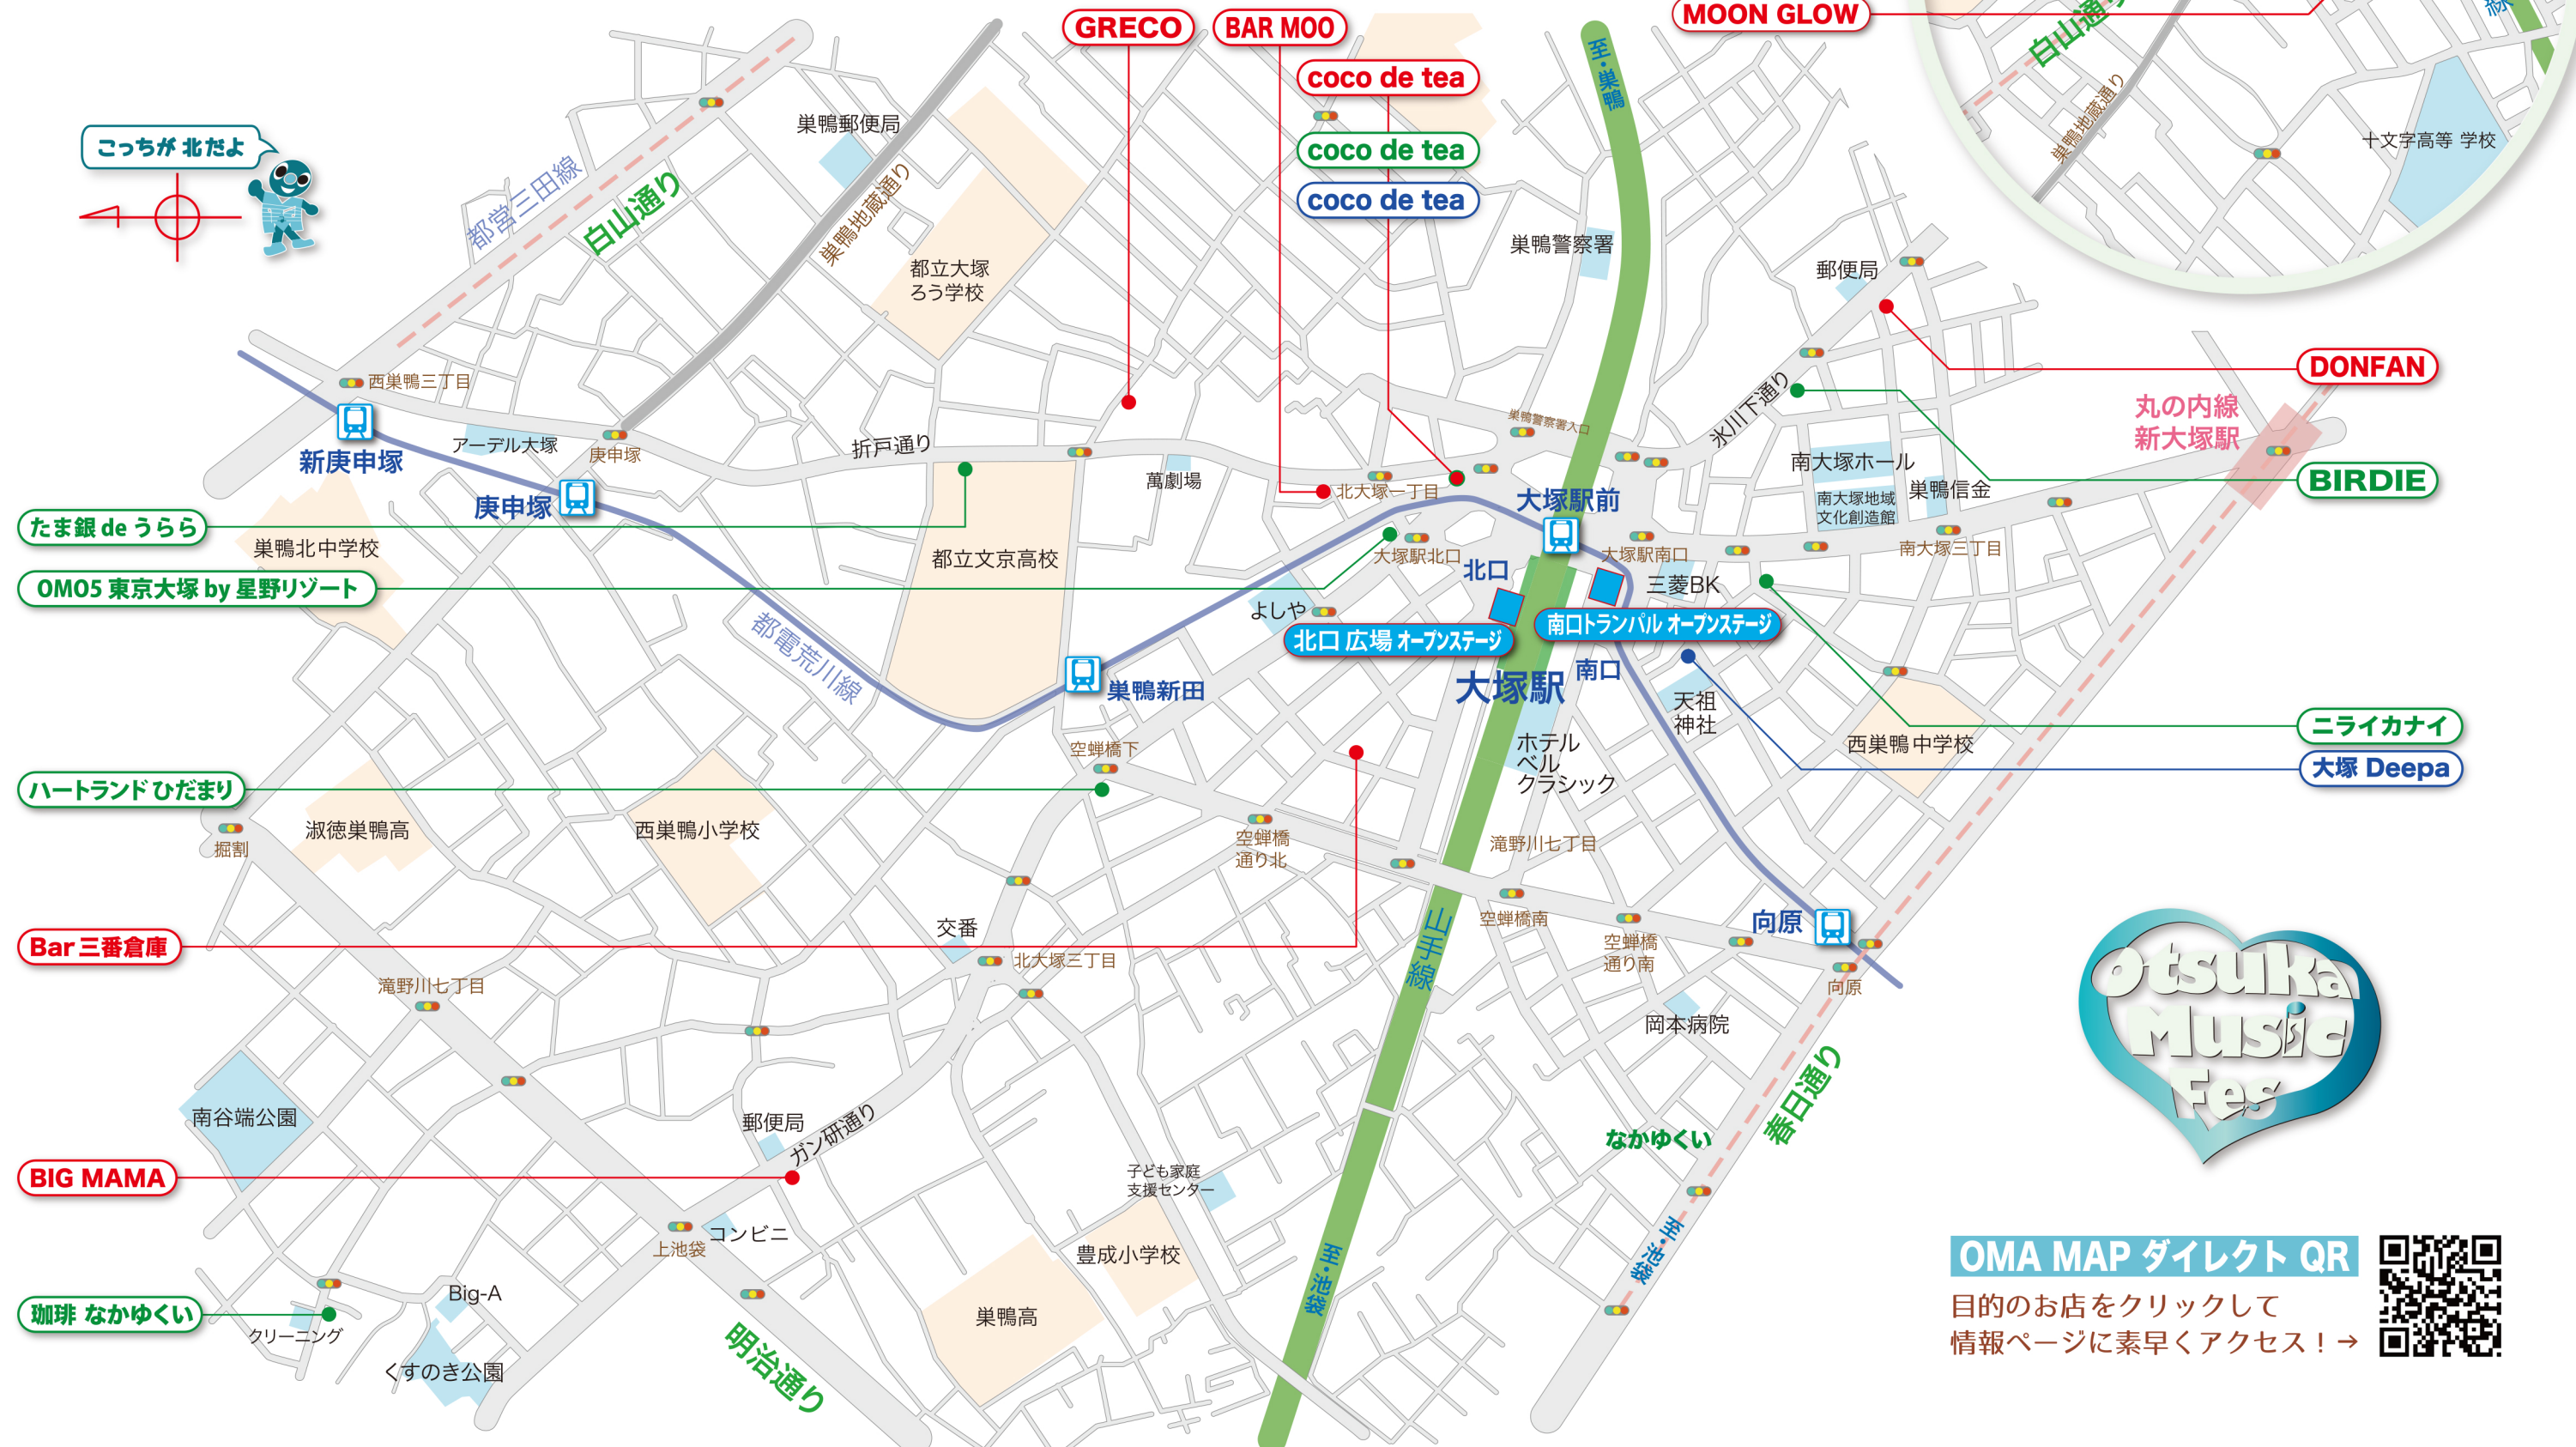 GRECO
BAR MOO
MOON GLOW
coco de tea
coco de tea
coco de tea
こっちが 北だよ
至・巣鴨
白山通り
線
巣鴨地蔵通り
十文字高等 学校
巣鴨郵便局
都営三田線
白山通り
巣鴨地蔵通り
都立大塚
ろう学校
巣鴨警察署
郵便局
DONFAN
西巣鴨三丁目
新庚申塚
アーデル大塚
庚申塚
庚申塚
折戸通り
萬劇場
巣鴨警察署入口
氷川下通り
丸の内線
新大塚駅
BIRDIE
南大塚ホール
南大塚地域
文化創造館
巣鴨信金
南大塚三丁目
北大塚一丁目
大塚駅前
大塚駅北口
大塚駅南口
北口
三菱BK
よしや
北口 広場 オープンステージ
南口トランパル オープンステージ
大塚駅
南口
たま銀 de うらら
巣鴨北中学校
OMO5 東京大塚 by 星野リゾート
都立文京高校
都電荒川線
巣鴨新田
天祖
神社
ホテル
ベル
クラシック
西巣鴨中学校
ニライカナイ
大塚 Deepa
空蝉橋下
ハートランド ひだまり
掘割
淑徳巣鴨高
西巣鴨小学校
空蝉橋
通り北
滝野川七丁目
山手線
空蝉橋南
空蝉橋
通り南
向原
向原
Bar 三番倉庫
交番
北大塚三丁目
滝野川七丁目
岡本病院
Otsuka
Music
Fes
南谷端公園
郵便局
ガン研通り
BIG MAMA
コンビニ
上池袋
子ども家庭
支援センター
豊成小学校
巣鴨高
なかゆくい
春日通り
至・池袋
至・池袋
Big-A
珈琲 なかゆくい
クリーニング
くすのき公園
明治通り
OMA MAP ダイレクト QR
目的のお店をクリックして
情報ページに素早くアクセス！→